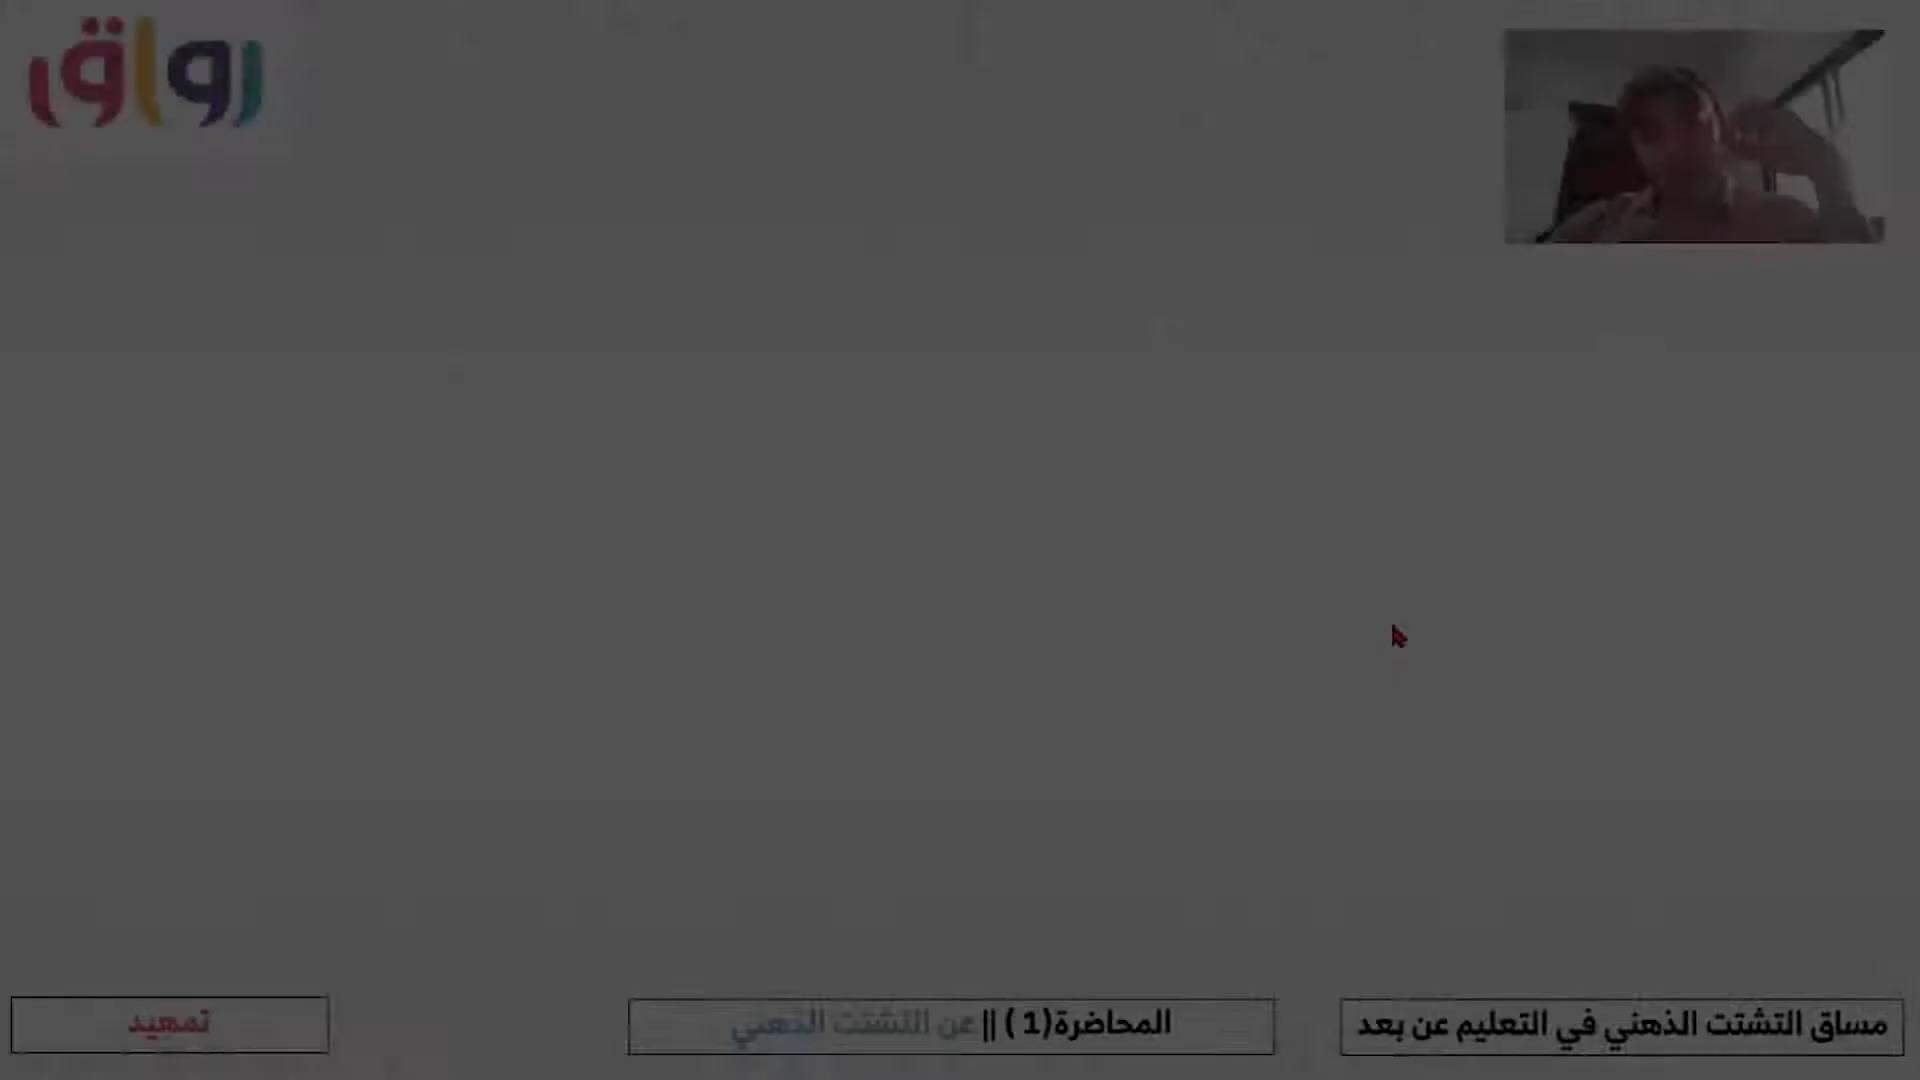 رواق
مساق التشتت الذهني في التعليم عن بعد
المحاضرة(1 ) || عن التشتت الذهني
تمهيد